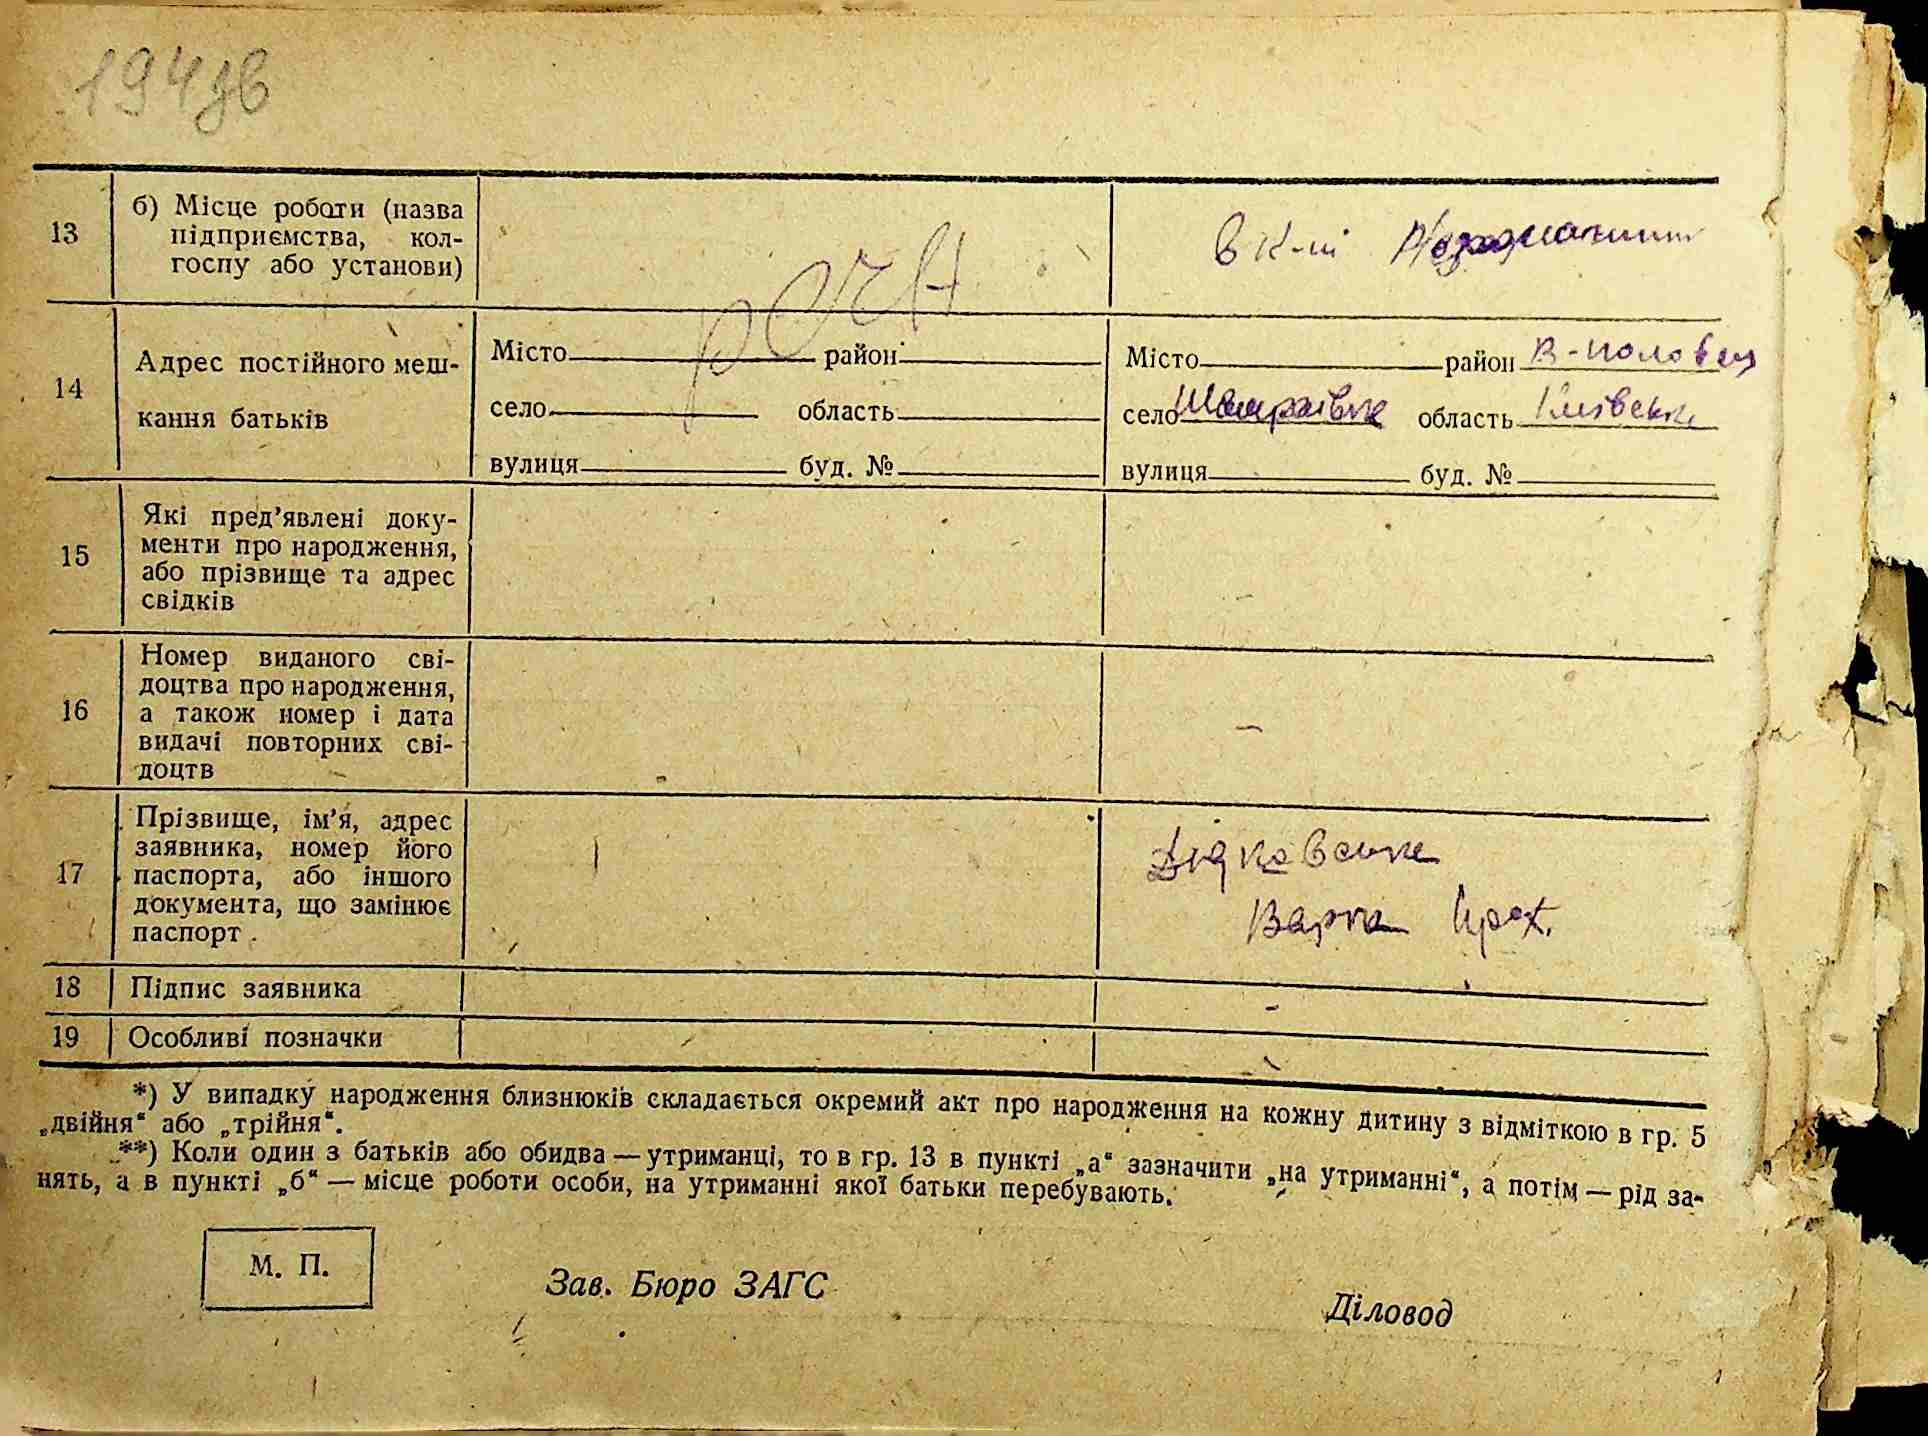 194зв
13
б) Місце роботи (назва
підприємства, кол-
госпу або установи)
в к-пі
14
Адрес постійного меш-
кання батьків
Місто район
село область
вулиця буд. №
Місто район В-половец
село область Київськ
вулиця буд. №
15
Які пред’явлені доку-
менти про народження,
або прізвище та адрес
свідків
16
Номер виданого сві-
доцтва про народження,
а також номер і дата
видачі повторних сві-
доцтв
17
Прізвище, ім’я, адрес
заявника, номер його
паспорта, або іншого
документа, що замінює
паспорт
Дідковська
Варка
18
Підпис заявника
19
Особливі позначки
*) У випадку народження близнюків складається окремий акт про народження на кожну дитину з відміткою в гр. 5
„двійня“ або „трійня“.
**) Коли один з батьків або обидва — утриманці, то в гр. 13 в пункті „а“ зазначити „на утриманні“, а потім — рід за-
нять, а в пункті „б“ — місце роботи особи, на утриманні якої батьки перебувають.
М. П.
Зав. Бюро ЗАГС
Діловод